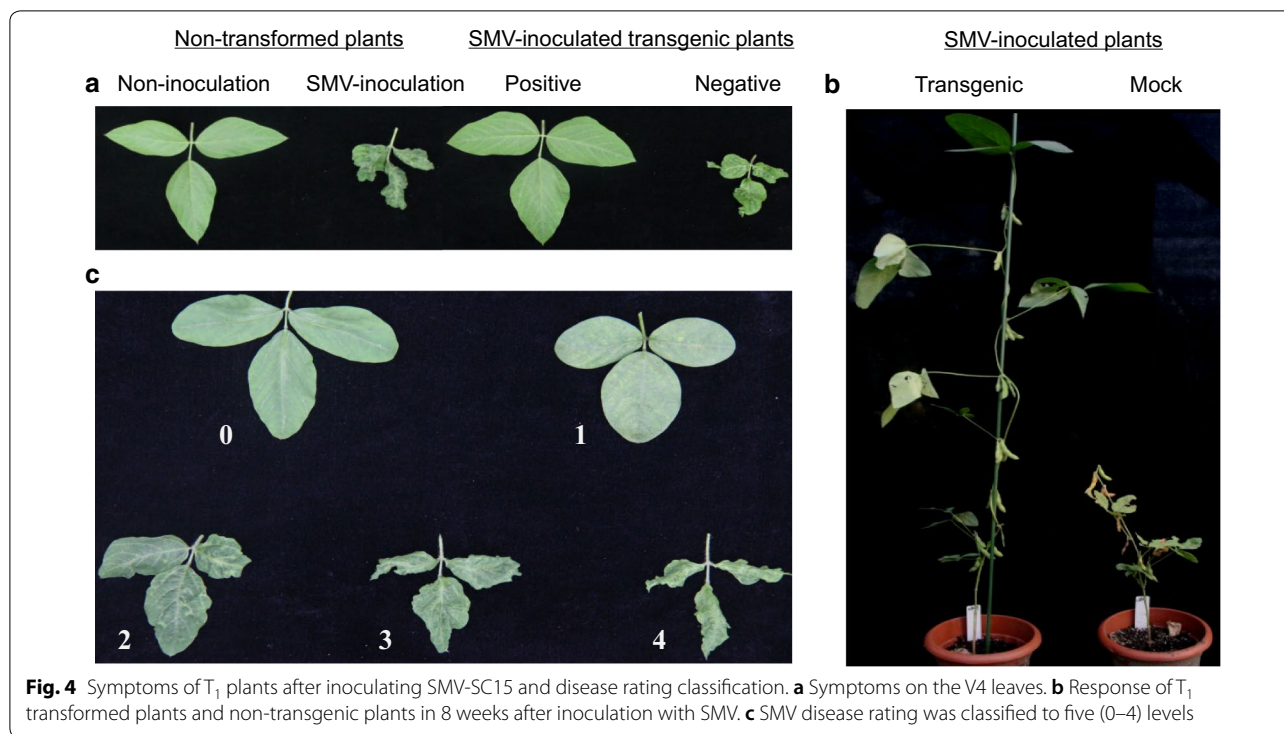 Non-transformed plants SMV-inoculated transgenic plants SMV-inoculated plants
a Non-inoculation SMV-inoculation Positive Negative b Transgenic Mock
c
0 1
2 3 4
Fig. 4 Symptoms of T₁ plants after inoculating SMV-SC15 and disease rating classification. a Symptoms on the V4 leaves. b Response of T₁
transformed plants and non-transgenic plants in 8 weeks after inoculation with SMV. c SMV disease rating was classified to five (0–4) levels